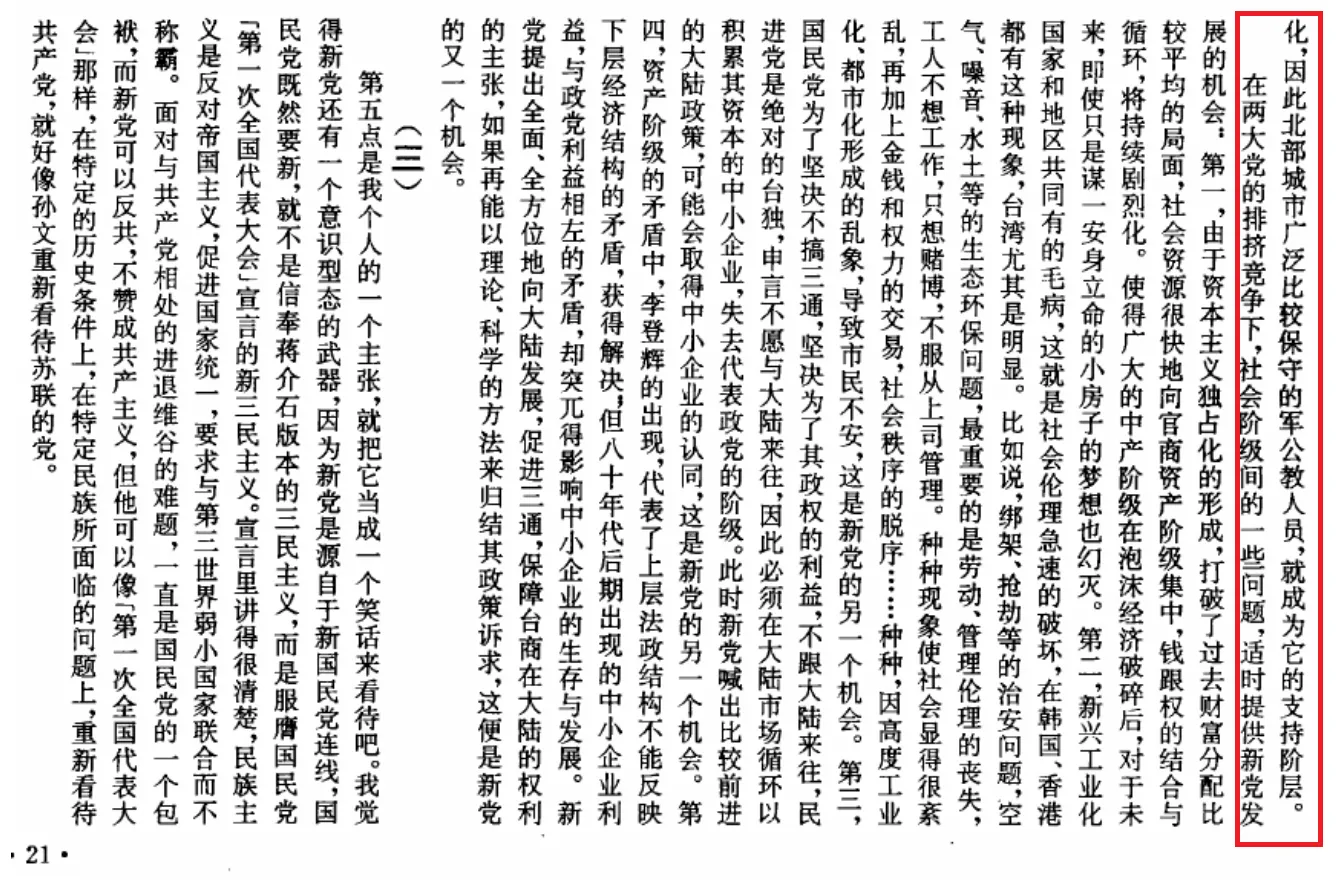 化，因此北部城市广泛比较保守的军公教人员，就成为它的支持阶层。
在两大党的排挤竞争下，社会阶级间的一些问题，适时提供新党发
展的机会：第一，由于资本主义独占化的形成，打破了过去财富分配比
较平均的局面，社会资源很快地向官商资产阶级集中，钱跟权的结合与
循环，将持续剧烈化。使得广大的中产阶级在泡沫经济破碎后，对于未
来，即使只是谋一安身立命的小房子的梦想也幻灭。第二，新兴工业化
国家和地区共同有的毛病，这就是社会伦理急速的破坏，在韩国、香港
都有这种现象，台湾尤其是明显。比如说，绑架、抢劫等的治安问题，空
气、噪音、水土等的生态环保问题，最重要的是劳动、管理伦理的丧失，
工人不想工作，只想赌博，不服从上司管理。种种现象使社会显得很紊
乱，再加上金钱和权力的交易，社会秩序的脱序……种种，因高度工业
化、都市化形成的乱象，导致市民不安，这是新党的另一个机会。第三，
国民党为了坚决不搞三通，坚决为了其政权的利益，不跟大陆来往，民
进党是绝对的台独，申言不愿与大陆来往，因此必须在大陆市场循环以
积累其资本的中小企业，失去代表政党的阶级。此时新党喊出比较前进
的大陆政策，可能会取得中小企业的认同，这是新党的另一个机会。第
四，资产阶级的矛盾中，李登辉的出现，代表了上层法政结构不能反映
下层经济结构的矛盾，获得解决，但八十年代后期出现的中小企业利
益，与政党利益相左的矛盾，却突兀得影响中小企业的生存与发展。新
党提出全面、全方位地向大陆发展，促进三通，保障台商在大陆的权利
的主张，如果再能以理论、科学的方法来归结其政策诉求，这便是新党
的又一个机会。
（三）
第五点是我个人的一个主张，就把它当成一个笑话来看待吧。我觉
得新党还有一个意识型态的武器，因为新党是源自于新国民党连线，国
民党既然要新，就不是信奉蒋介石版本的三民主义，而是服膺国民党
「第一次全国代表大会」宣言的新三民主义。宣言里讲得很清楚，民族主
义是反对帝国主义，促进国家统一，要求与第三世界弱小国家联合而不
称霸。面对与共产党相处的进退维谷的难题，一直是国民党的一个包
袱，而新党可以反共，不赞成共产主义，但他可以像「第一次全国代表大
会」那样，在特定的历史条件上，在特定民族所面临的问题上，重新看待
共产党，就好像孙文重新看待苏联的党。
·21·